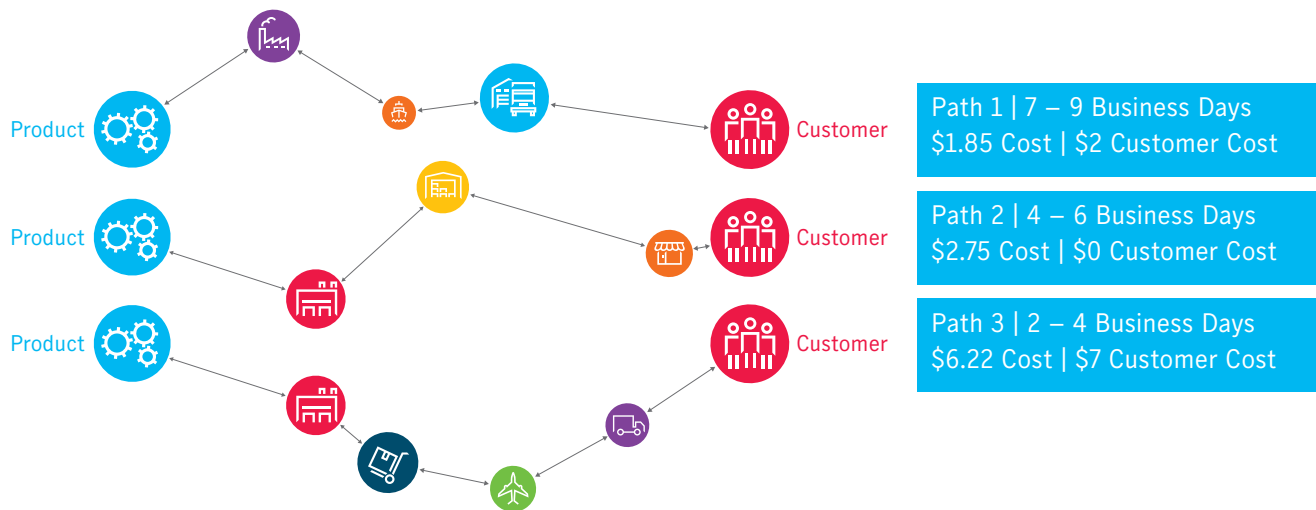 Product
Customer
Path 1 | 7 – 9 Business Days
$1.85 Cost | $2 Customer Cost
Product
Customer
Path 2 | 4 – 6 Business Days
$2.75 Cost | $0 Customer Cost
Product
Customer
Path 3 | 2 – 4 Business Days
$6.22 Cost | $7 Customer Cost